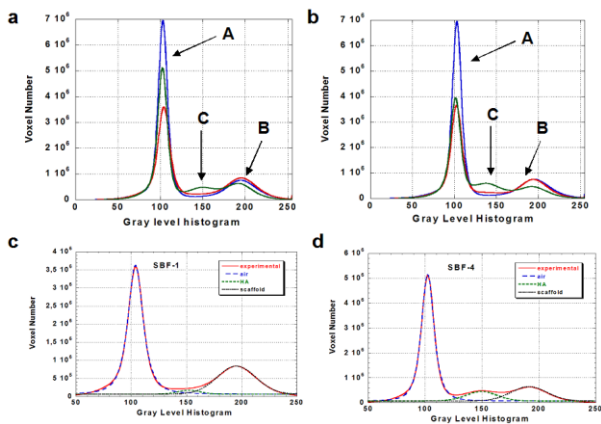 a
7 10⁶
6 10⁶
5 10⁶
4 10⁶
3 10⁶
2 10⁶
1 10⁶
0
Voxel Number
0 50 100 150 200 250
Gray level histogram
A
C
B
b
7 10⁶
6 10⁶
5 10⁶
4 10⁶
3 10⁶
2 10⁶
1 10⁶
0
Voxel Number
0 50 100 150 200 250
Gray Level Histogram
A
C
B
c
SBF-1
4 10⁶
3,5 10⁶
3 10⁶
2,5 10⁶
2 10⁶
1,5 10⁶
1 10⁶
5 10⁵
0
Voxel Number
50 100 150 200 250
Gray Level Histogram
experimental
air
HA
scaffold
d
SBF-4
6 10⁶
5 10⁶
4 10⁶
3 10⁶
2 10⁶
1 10⁶
0
Voxel Number
50 100 150 200 250
Gray Level Histogram
experimental
air
HA
scaffold